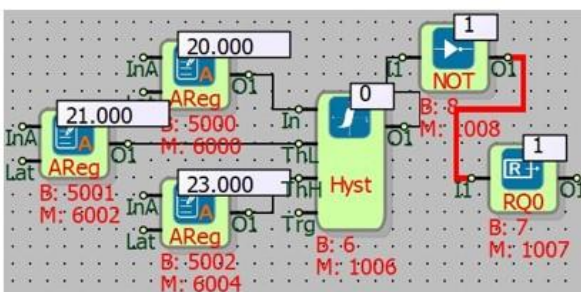 1
20.000
InA
O1
AReg
B: 5000
M: 6000
I1
O1
NOT
B: 8
M: 1008
0
In
O1
ThL
ThH
Hyst
Trg
B: 6
M: 1006
21.000
InA
O1
Lat
AReg
B: 5001
M: 6002
23.000
InA
O1
Lat
AReg
B: 5002
M: 6004
1
R
I1
O1
RO0
B: 7
M: 1007